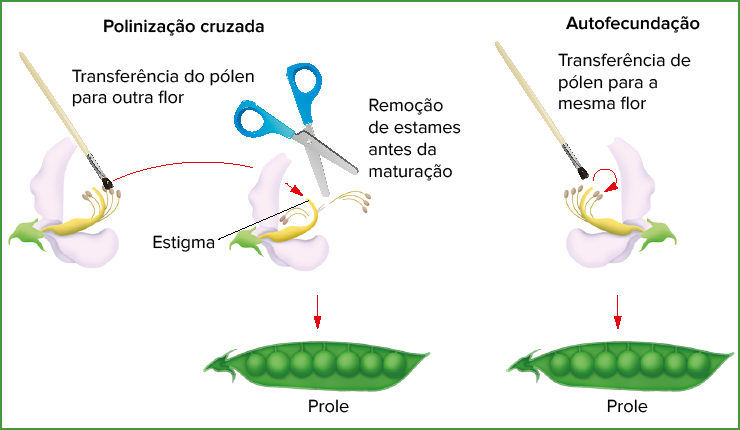 Polinização cruzada
Transferência do pólen
para outra flor
Remoção
de estames
antes da
maturação
Estigma
Prole
Autofecundação
Transferência de
pólen para a
mesma flor
Prole